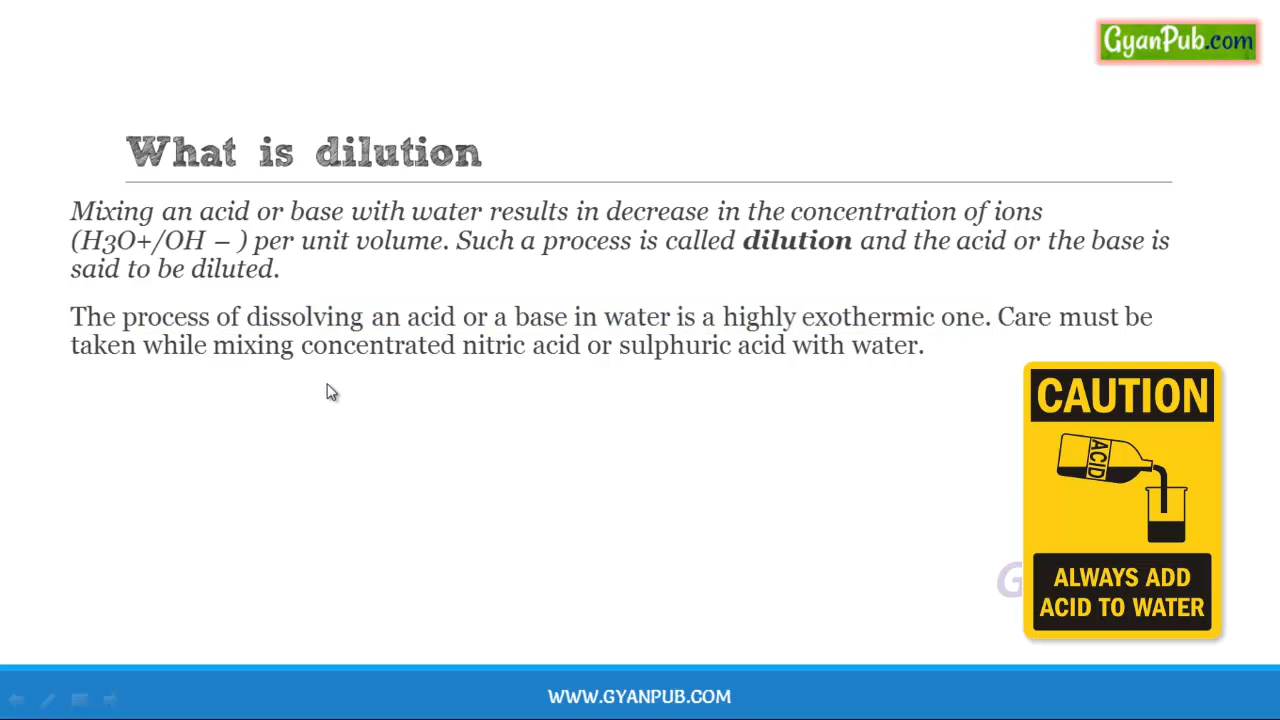 GyanPub.com
What is dilution
Mixing an acid or base with water results in decrease in the concentration of ions
(H3O+/OH – ) per unit volume. Such a process is called dilution and the acid or the base is
said to be diluted.
The process of dissolving an acid or a base in water is a highly exothermic one. Care must be
taken while mixing concentrated nitric acid or sulphuric acid with water.
CAUTION
ACID
G
ALWAYS ADD
ACID TO WATER
WWW.GYANPUB.COM